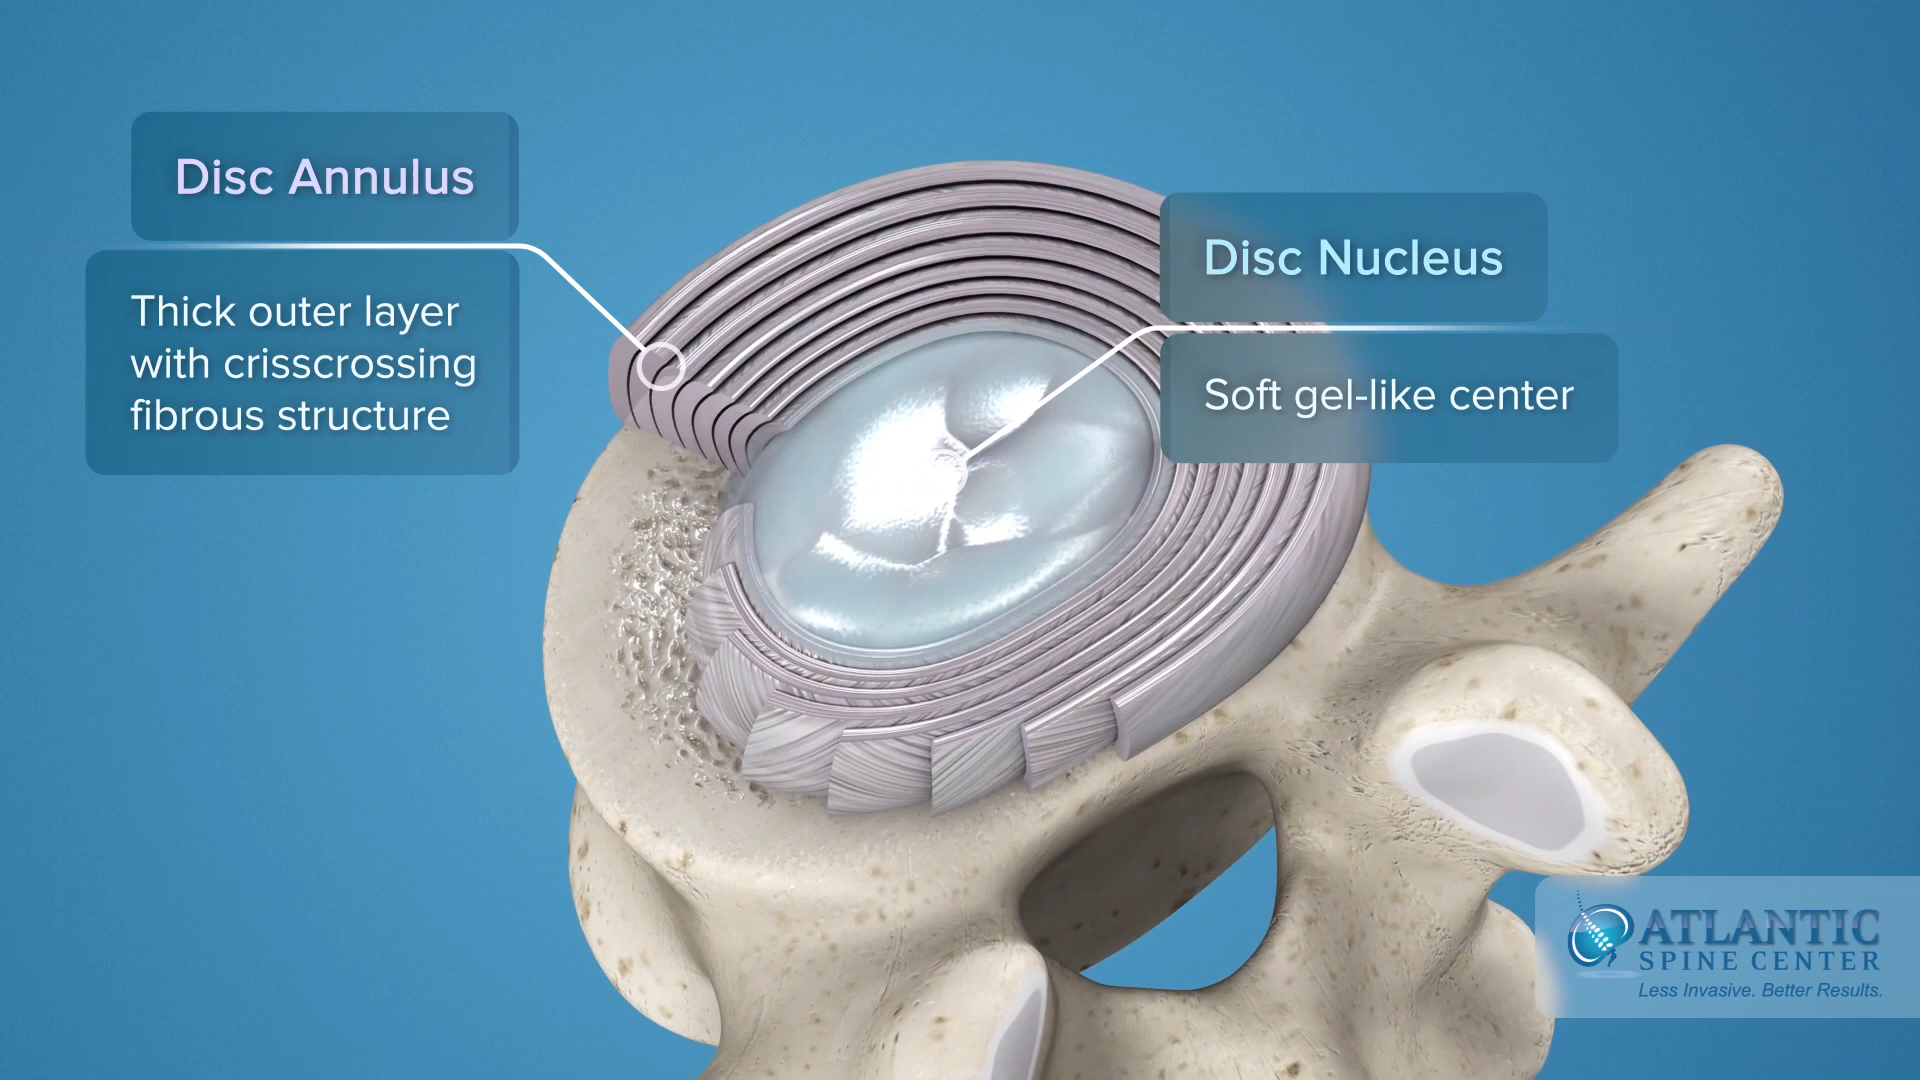 Disc Annulus
Thick outer layer
with crisscrossing
fibrous structure
Disc Nucleus
Soft gel-like center
ATLANTIC
SPINE CENTER
Less Invasive. Better Results.